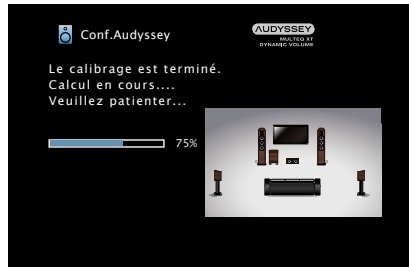 Conf.Audyssey
AUDYSSEY
MULTEQ XT
DYNAMIC VOLUME
Le calibrage est terminé.
Calcul en cours....
Veuillez patienter...
75%